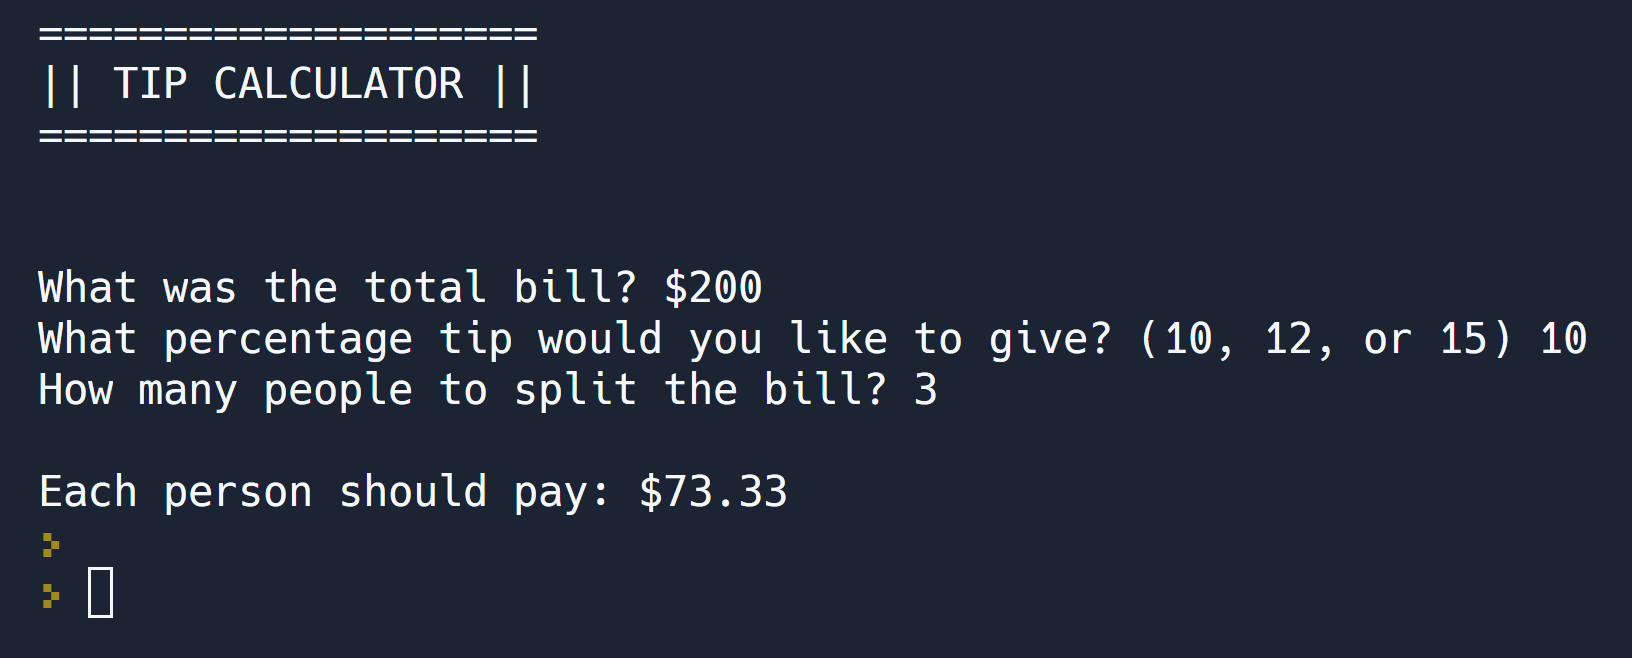 ====================
|| TIP CALCULATOR ||
====================
What was the total bill? $200
What percentage tip would you like to give? (10, 12, or 15) 10
How many people to split the bill? 3
Each person should pay: $73.33
>
>